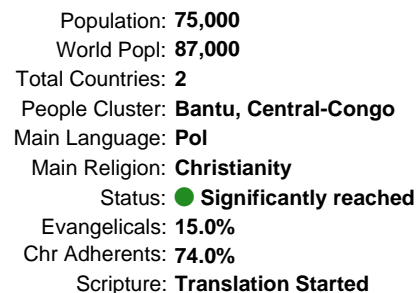 Population: 75,000
World Popl: 87,000
Total Countries: 2
People Cluster: Bantu, Central-Congo
Main Language: Pol
Main Religion: Christianity
Status: Significantly reached
Evangelicals: 15.0%
Chr Adherents: 74.0%
Scripture: Translation Started